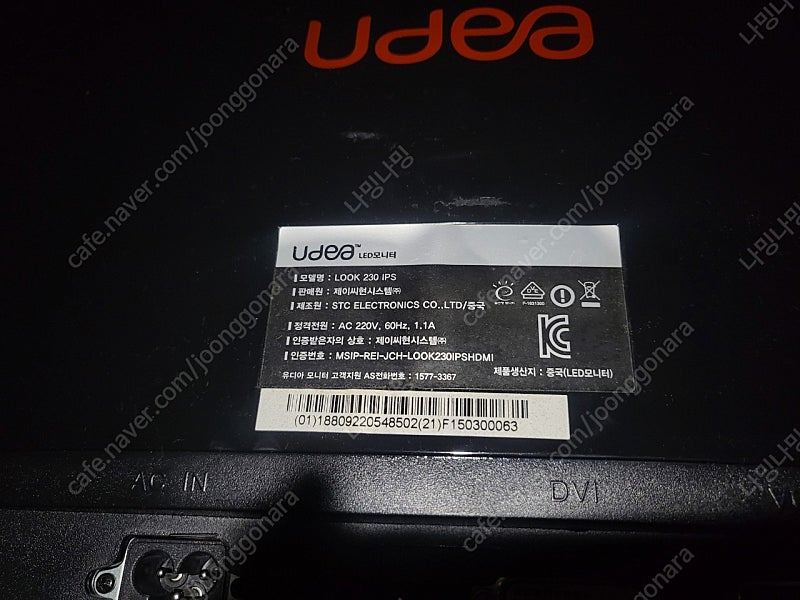 udea
udea™ LED모니터
모델명 : LOOK 230 IPS
판매원 : 제이씨현시스템㈜
제조원 : STC ELECTRONICS CO.,LTD/중국
정격전원 : AC 220V, 60Hz, 1.1A
인증받은자의 상호 : 제이씨현시스템㈜
인증번호 : MSIP-REI-JCH-LOOK230IPSHDMI
유디아 모니터 고객지원 AS전화번호 : 1577-3367
제품생산지 : 중국(LED모니터)
(01)18809220548502(21)F150300063
AC IN
DVI
cafe.naver.com/joonggonara
나밍나밍